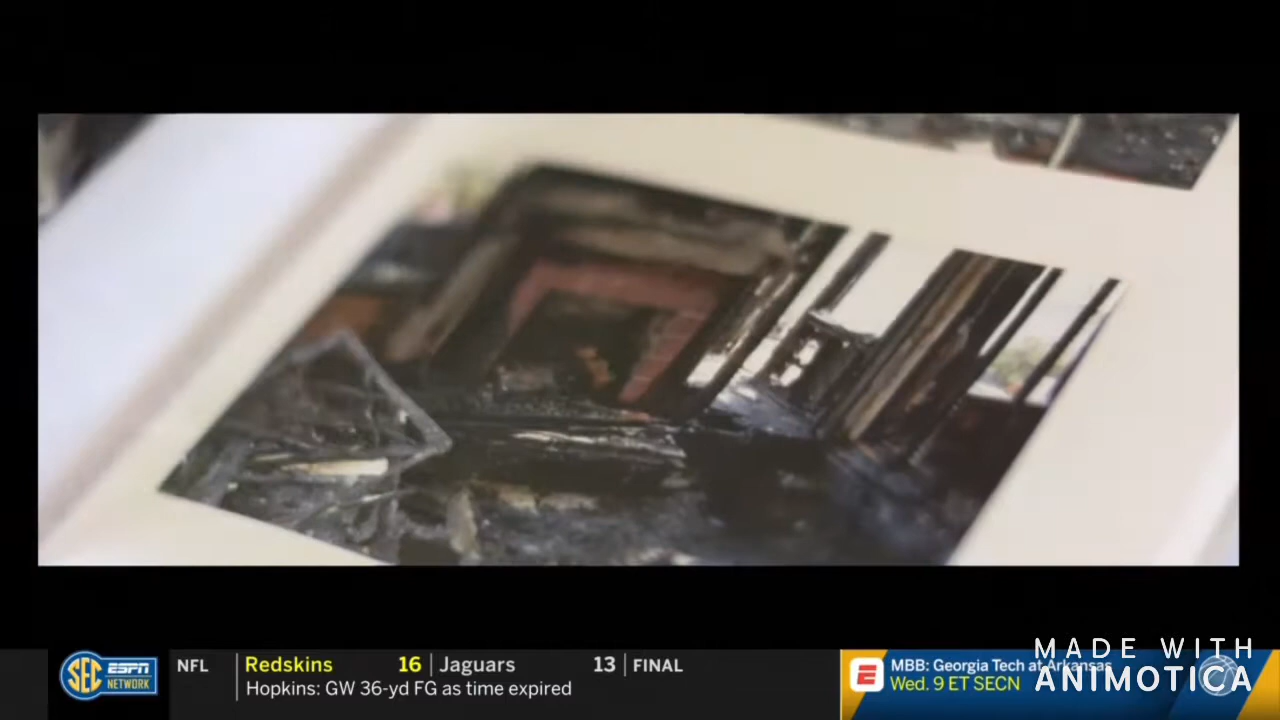 SEC ESPN
NETWORK
NFL
Redskins 16
Hopkins: GW 36-yd FG as time expired
Jaguars 13
FINAL
MBB: Georgia Tech at Arkansas
Wed. 9 ET SECN
MADE WITH
ANIMOTICA